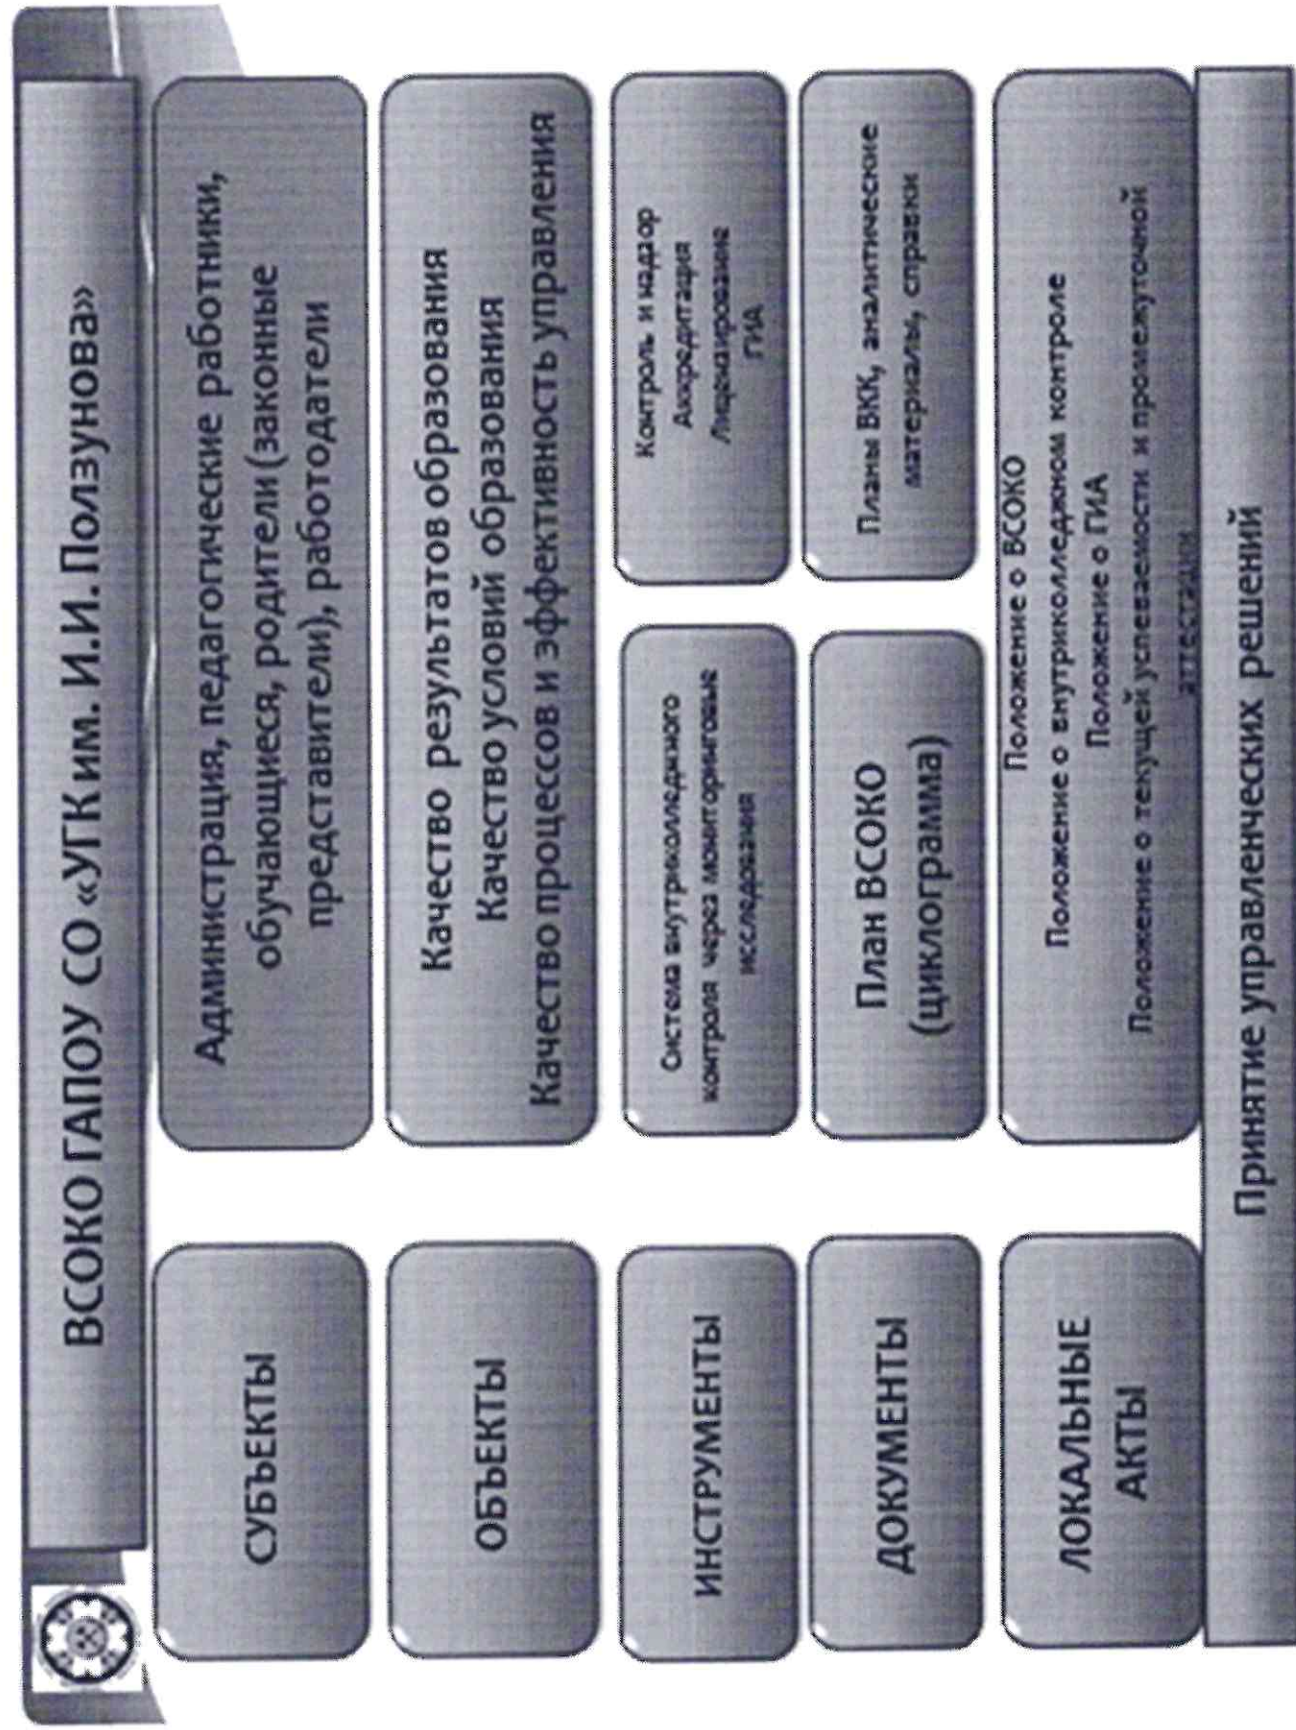 ВСОКО ГАПОУ СО «УГК им. И.И. Ползунова»
СУБЪЕКТЫ
Администрация, педагогические работники,
обучающиеся, родители (законные
представители), работодатели
ОБЪЕКТЫ
Качество результатов образования
Качество условий образования
Качество процессов и эффективность управления
ИНСТРУМЕНТЫ
Система внутриколледжного
контроля через мониторинговые
исследования
Контроль и надзор
Аккредитация
Лицензирование
ГИА
ДОКУМЕНТЫ
План ВСОКО
(циклограмма)
Планы ВКК, аналитические
материалы, справки
ЛОКАЛЬНЫЕ
АКТЫ
Положение о ВСОКО
Положение о внутриколледжном контроле
Положение о ГИА
Положение о текущей успеваемости и промежуточной
аттестации
Принятие управленческих решений